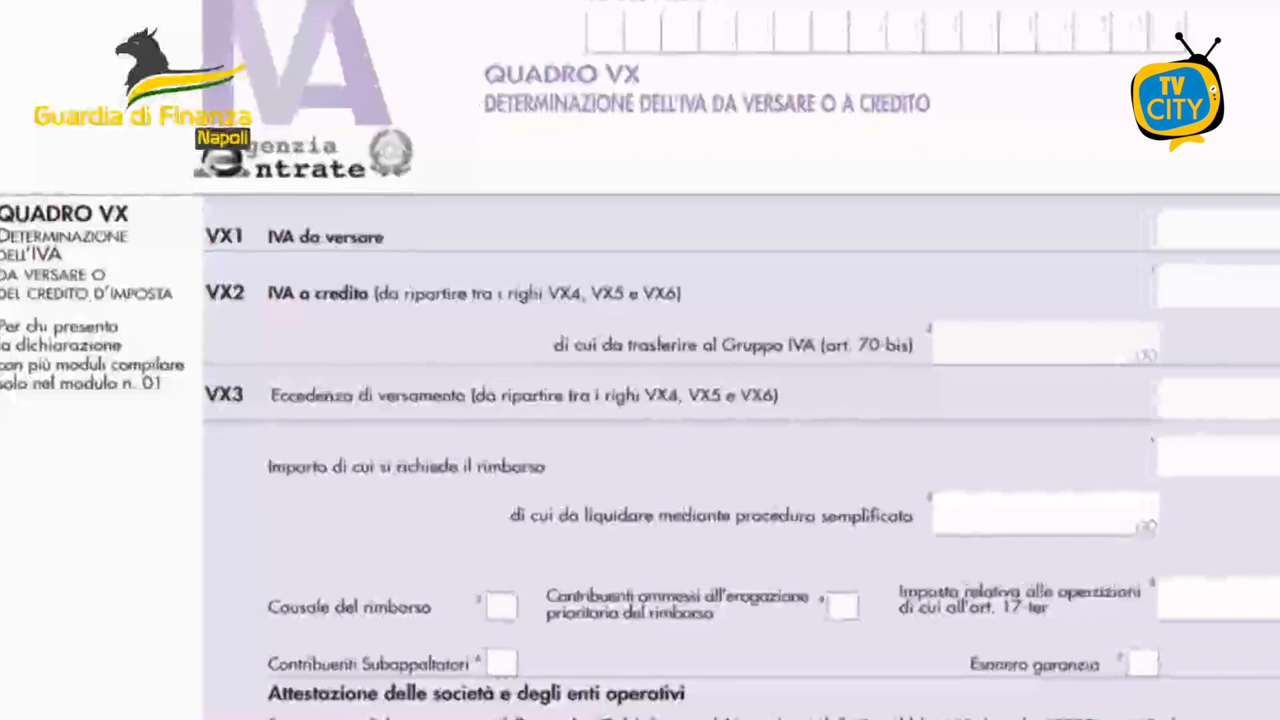 IVA
QUADRO VX
DETERMINAZIONE DELL'IVA DA VERSARE O A CREDITO
TV
CITY
Guardia di Finanza
Napoli
genzia
ntrate
QUADRO VX
DETERMINAZIONE
DELL'IVA
DA VERSARE O
DEL CREDITO D'IMPOSTA
Per chi presenta
la dichiarazione
con più moduli compilare
solo nel modulo n. 01
VX1 IVA da versare
VX2 IVA a credito (da ripartire tra i righi VX4, VX5 e VX6)
di cui da trasferire al Gruppo IVA (art. 70-bis)
,00
VX3 Eccedenza di versamento (da ripartire tra i righi VX4, VX5 e VX6)
Importo di cui si richiede il rimborso
di cui da liquidare mediante procedura semplificata
,00
Causale del rimborso
Contribuenti ammessi all'erogazione
prioritaria del rimborso
Imposta relativa alle operazioni
di cui all'art. 17-ter
Contribuenti Subappaltatori
Esonero garanzia
Attestazione delle società e degli enti operativi